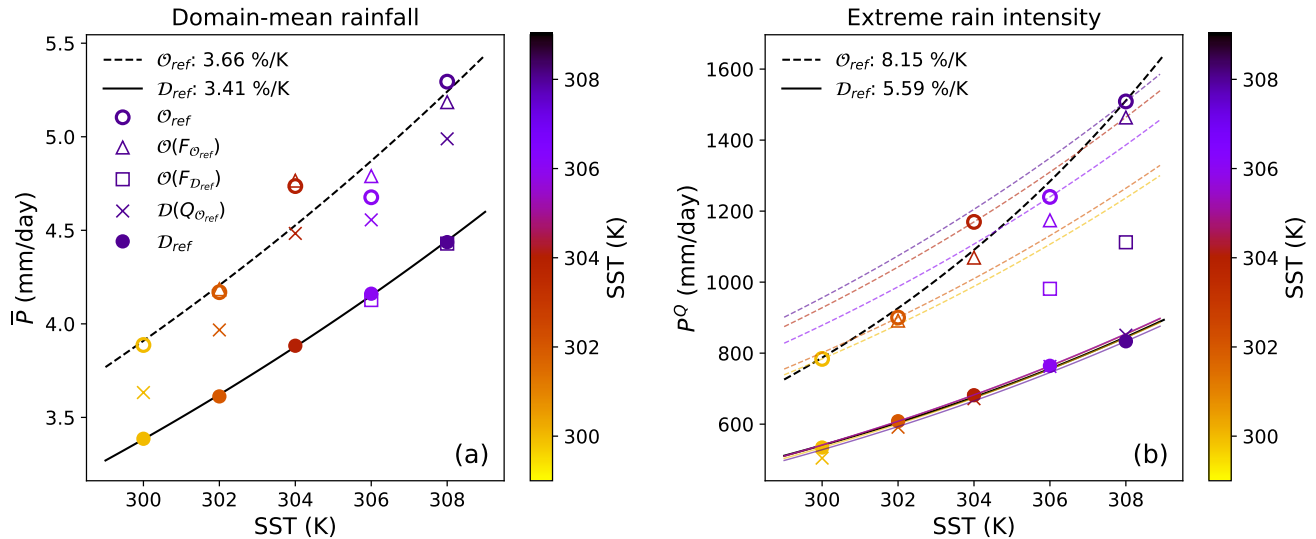 Domain-mean rainfall
5.5
5.0
4.5
4.0
3.5
P̅ (mm/day)
300
302
304
306
308
SST (K)
𝒪ref: 3.66 %/K
𝒟ref: 3.41 %/K
𝒪ref
𝒪(F𝒪ref)
𝒪(F𝒟ref)
𝒟(Q𝒪ref)
𝒟ref
(a)
308
306
304
302
300
SST (K)
Extreme rain intensity
1600
1400
1200
1000
800
600
P^Q (mm/day)
300
302
304
306
308
SST (K)
𝒪ref: 8.15 %/K
𝒟ref: 5.59 %/K
(b)
308
306
304
302
300
SST (K)